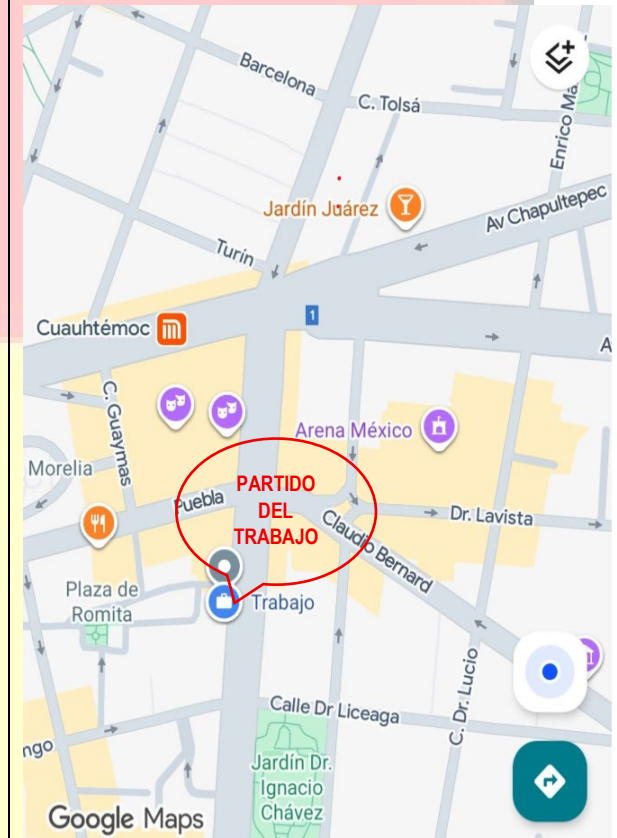 Barcelona
C. Tolsá
Enrico Ma
Jardín Juárez
Av Chapultepec
Turín
1
Cuauhtémoc
A
C. Guaymas
Arena México
Morelia
PARTIDO
DEL
TRABAJO
Puebla
Dr. Lavista
Claudio Bernard
Plaza de
Romita
Trabajo
C. Dr. Lucio
Calle Dr Liceaga
ngo
Jardín Dr.
Ignacio
Chávez
Google Maps